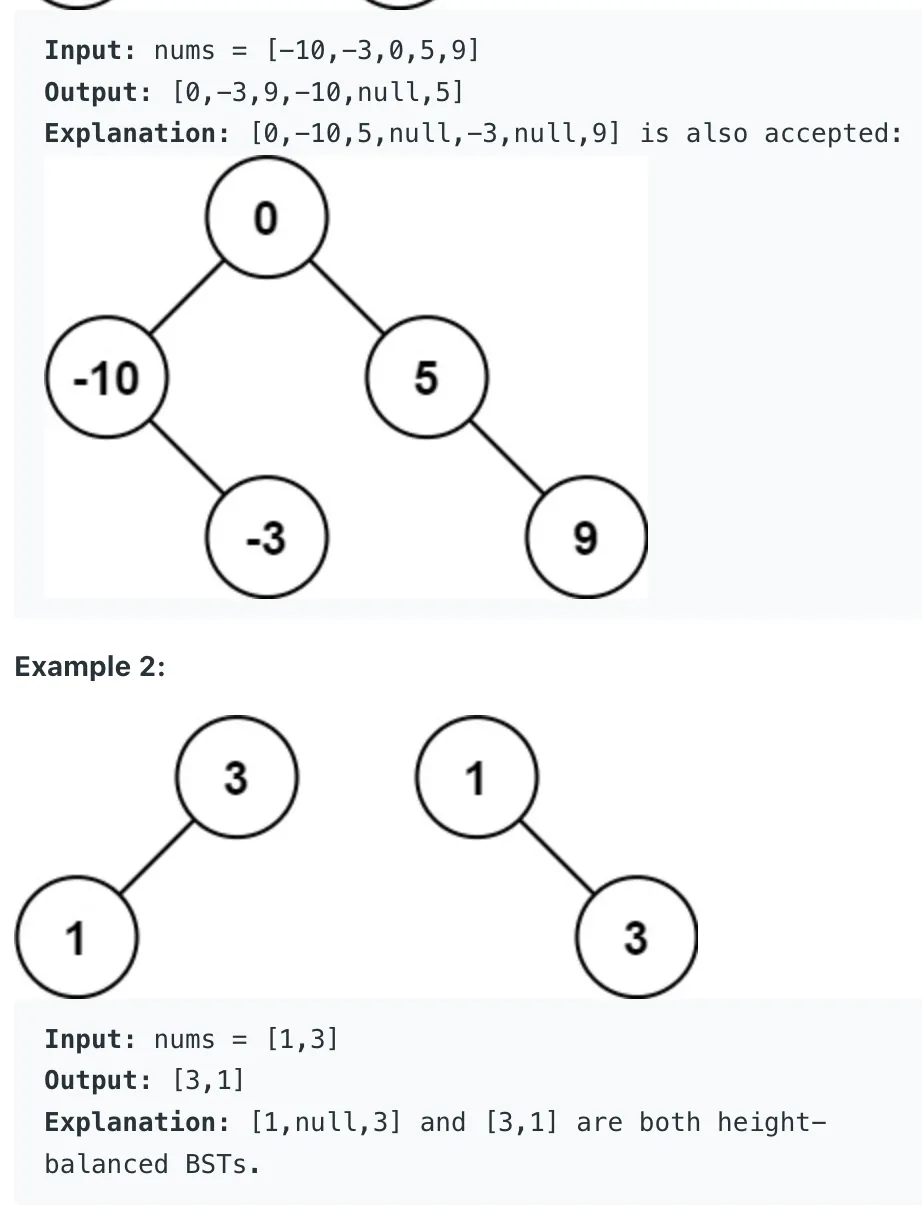 Input: nums = [-10,-3,0,5,9]
Output: [0,-3,9,-10,null,5]
Explanation: [0,-10,5,null,-3,null,9] is also accepted:
0
-10 5
-3 9
Example 2:
3 1
1 3
Input: nums = [1,3]
Output: [3,1]
Explanation: [1,null,3] and [3,1] are both height-
balanced BSTs.